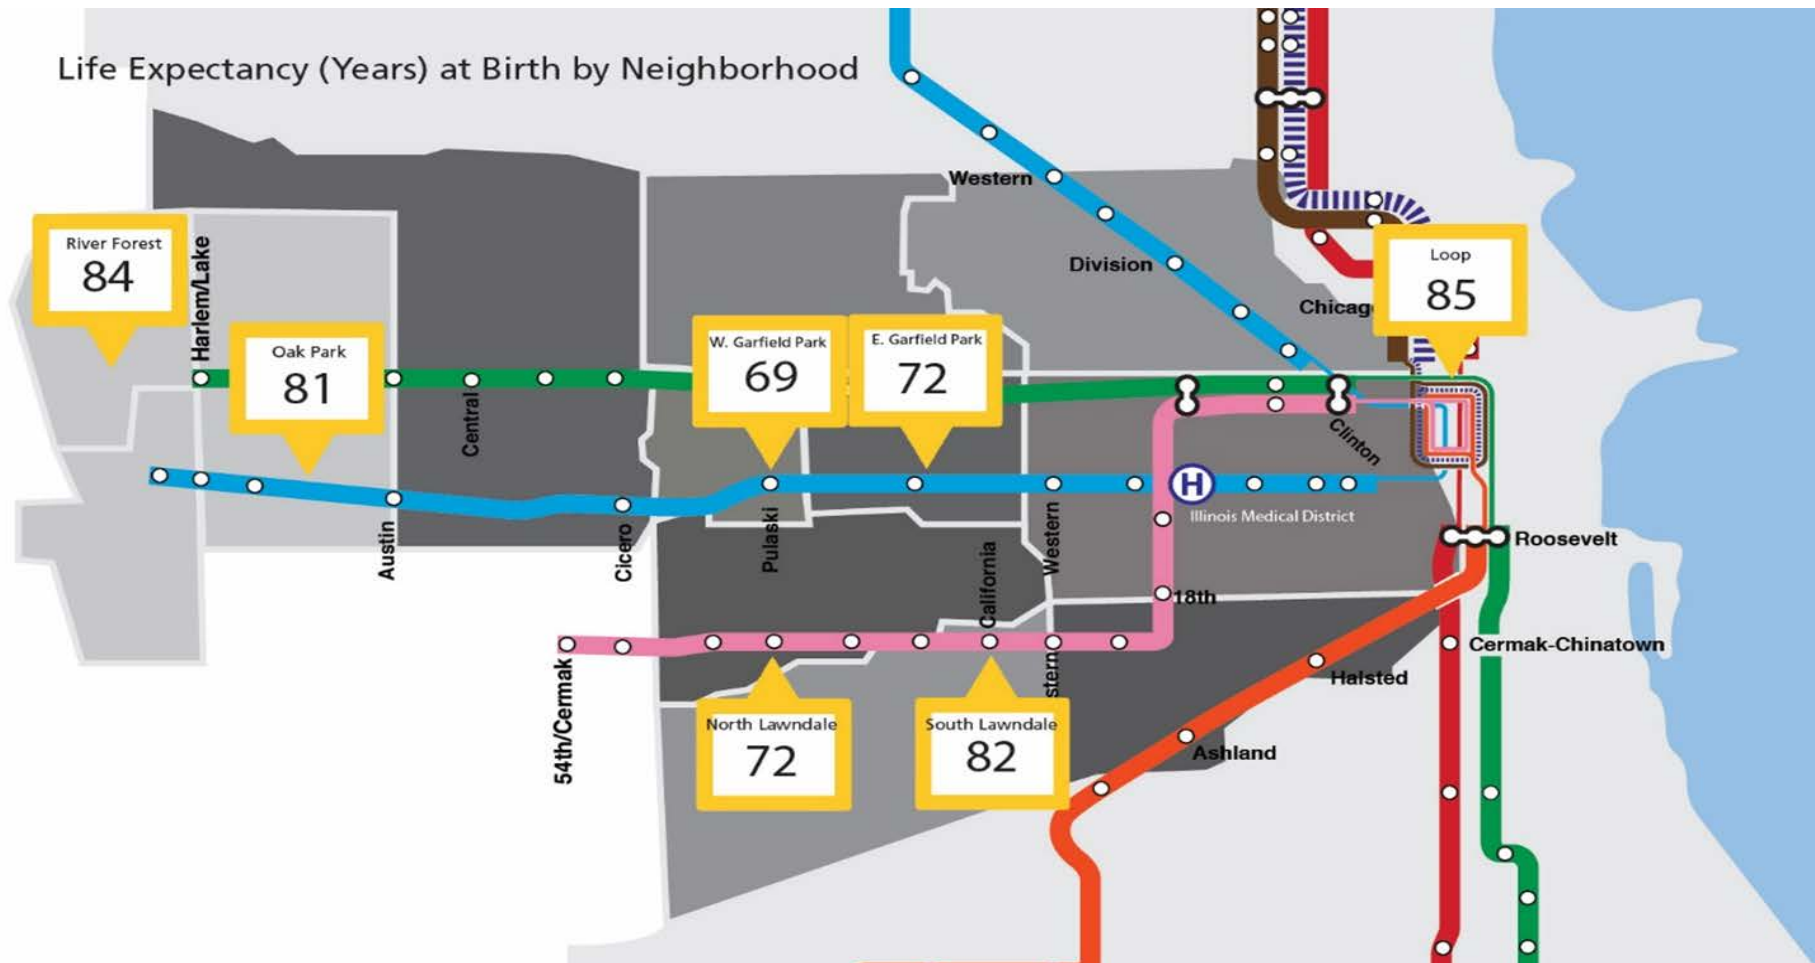 Life Expectancy (Years) at Birth by Neighborhood
Western
River Forest
84
Harlem/Lake
Division
Loop
85
Chicag
Oak Park
81
W. Garfield Park
69
E. Garfield Park
72
Central
Clinton
H
Illinois Medical District
Austin
Cicero
Pulaski
California
Western
Roosevelt
18th
Cermak-Chinatown
54th/Cermak
stern
Halsted
North Lawndale
72
South Lawndale
82
Ashland